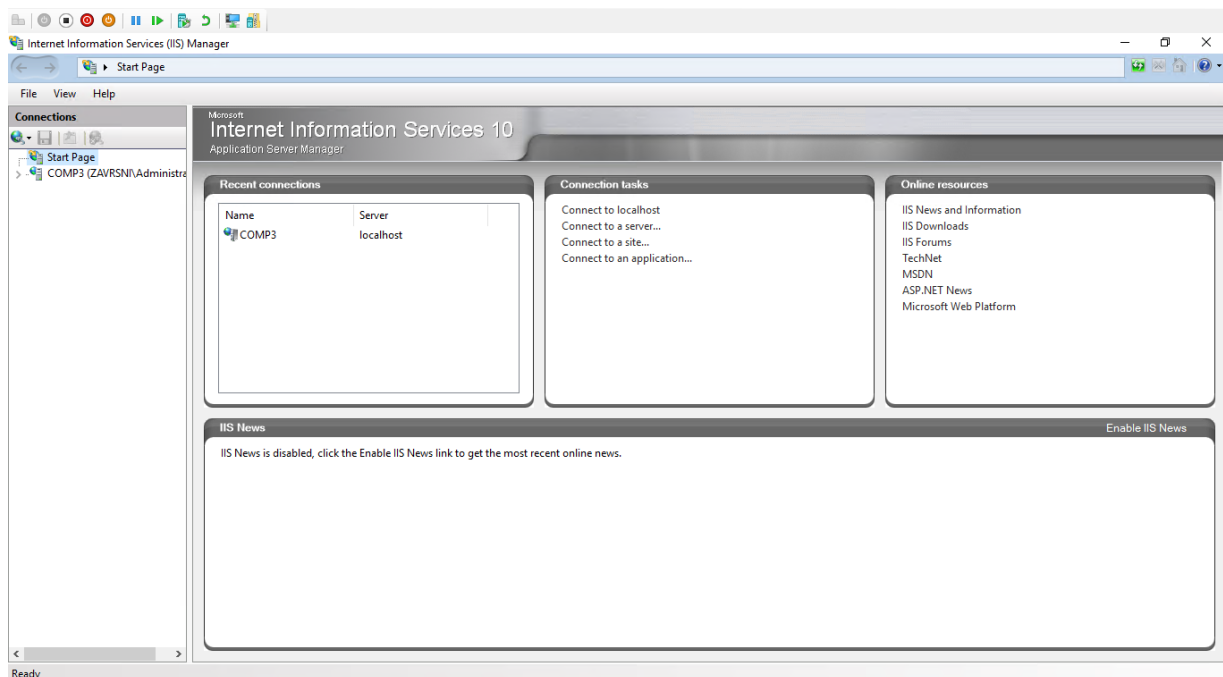 Internet Information Services (IIS) Manager
Start Page
File View Help
Connections
Start Page
COMP3 (ZAVRSNI\Administra
Microsoft
Internet Information Services 10
Application Server Manager
Recent connections
Name Server
COMP3 localhost
Connection tasks
Connect to localhost
Connect to a server...
Connect to a site...
Connect to an application...
Online resources
IIS News and Information
IIS Downloads
IIS Forums
TechNet
MSDN
ASP.NET News
Microsoft Web Platform
IIS News Enable IIS News
IIS News is disabled, click the Enable IIS News link to get the most recent online news.
Ready